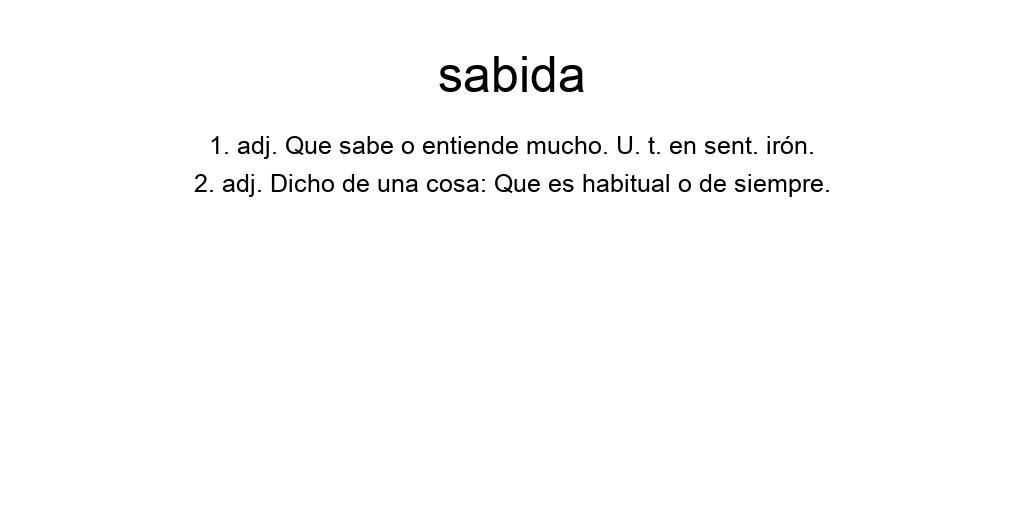 sabida
1. adj. Que sabe o entiende mucho. U. t. en sent. irón.
2. adj. Dicho de una cosa: Que es habitual o de siempre.